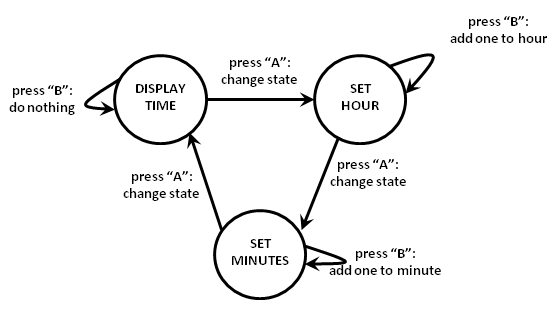 press “B”:
add one to hour
press “A”:
change state
press “B”:
do nothing
DISPLAY
TIME
SET
HOUR
press “A”:
change state
press “A”:
change state
SET
MINUTES
press “B”:
add one to minute